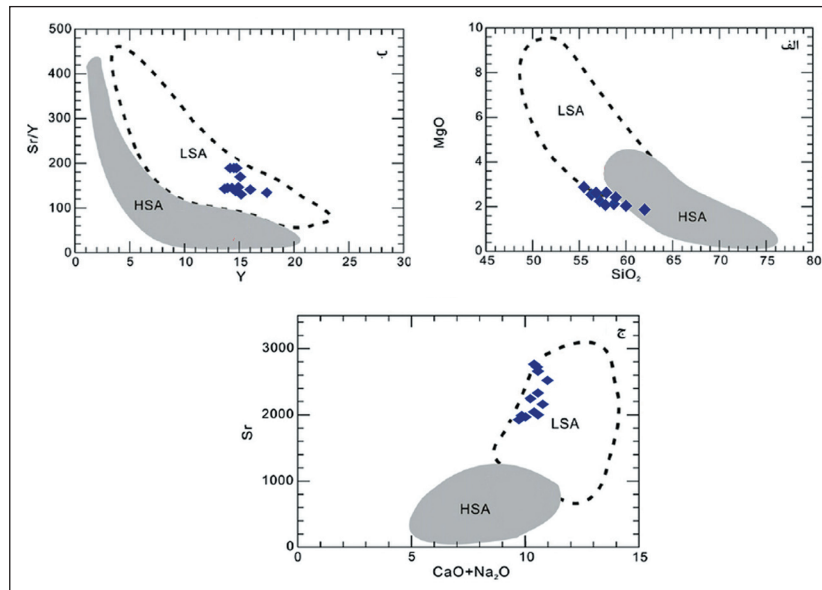 ب
500
400
300
200
100
0
Sr/Y
LSA
HSA
0 5 10 15 20 25 30
Y
الف
10
8
6
4
2
0
MgO
LSA
HSA
45 50 55 60 65 70 75 80
SiO₂
ج
3000
2000
1000
0
Sr
LSA
HSA
0 5 10 15
CaO+Na₂O